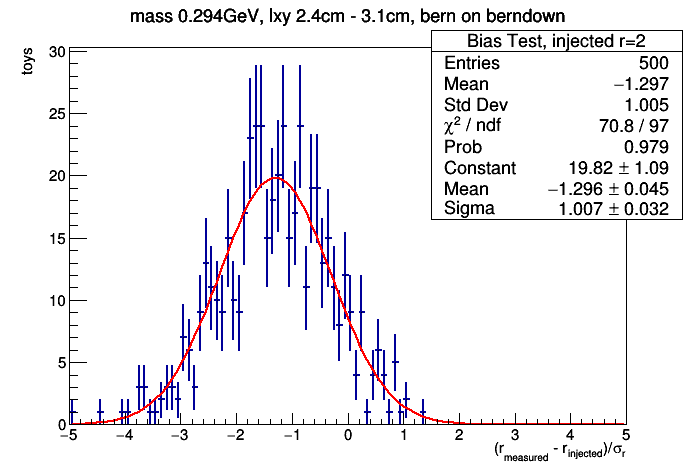 mass 0.294GeV, lxy 2.4cm - 3.1cm, bern on berndown
Bias Test, injected r=2
Entries 500
Mean −1.297
Std Dev 1.005
χ² / ndf 70.8 / 97
Prob 0.979
Constant 19.82 ± 1.09
Mean −1.296 ± 0.045
Sigma 1.007 ± 0.032
toys
30
25
20
15
10
5
0
−5 −4 −3 −2 −1 0 1 2 3 4 5
(r_measured - r_injected)/σ_r